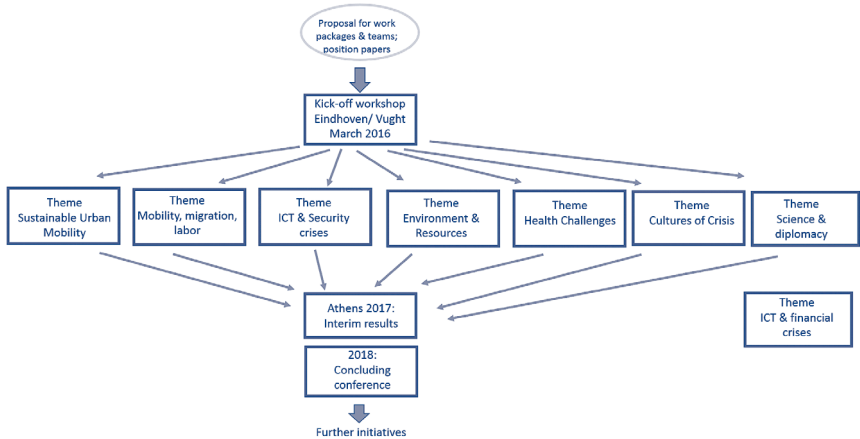 Proposal for work
packages & teams;
position papers
Kick-off workshop
Eindhoven/ Vught
March 2016
Theme
Sustainable Urban
Mobility
Theme
Mobility, migration,
labor
Theme
ICT & Security
crises
Theme
Environment &
Resources
Theme
Health Challenges
Theme
Cultures of Crisis
Theme
Science &
diplomacy
Athens 2017:
Interim results
Theme
ICT & financial
crises
2018:
Concluding
conference
Further initiatives